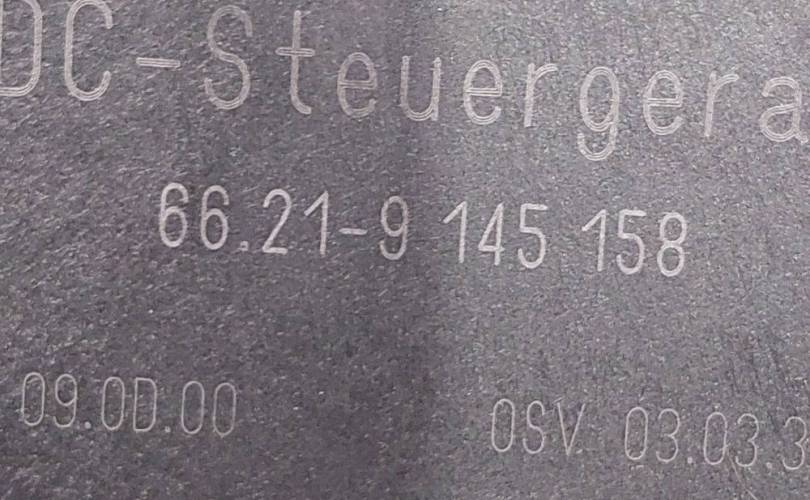 DC-Steuergera
66.21-9 145 158
09.0D.00 OSV 03.03.3